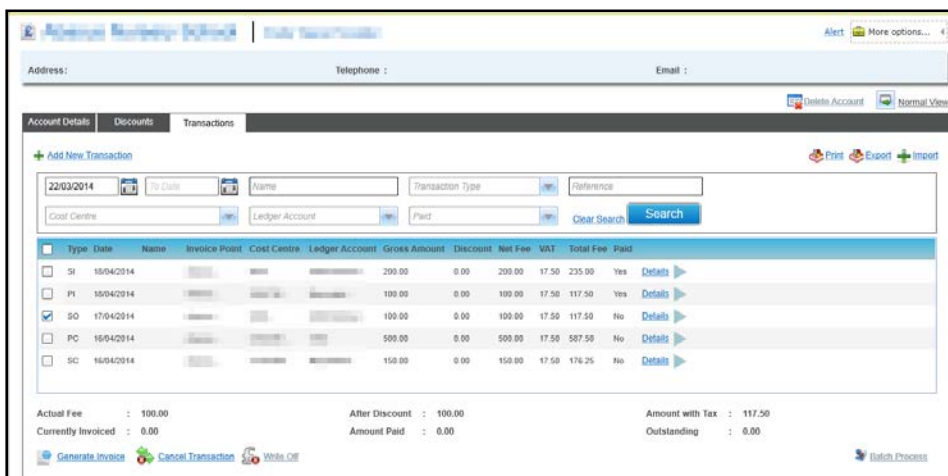 Alert More options...
Address: Telephone : Email :
Delete Account Normal View
Account Details Discounts Transactions
Add New Transaction Print Export Import
22/03/2014 To Date Name Transaction Type Reference
Cost Centre Ledger Account Paid Clear Search Search
Type Date Name Invoice Point Cost Centre Ledger Account Gross Amount Discount Net Fee VAT Total Fee Paid
SI 18/04/2014 200.00 0.00 200.00 17.50 235.00 Yes Details
PI 18/04/2014 100.00 0.00 100.00 17.50 117.50 Yes Details
SO 17/04/2014 100.00 0.00 100.00 17.50 117.50 No Details
PC 16/04/2014 500.00 0.00 500.00 17.50 587.50 No Details
SC 16/04/2014 150.00 0.00 150.00 17.50 176.25 No Details
Actual Fee : 100.00 After Discount : 100.00 Amount with Tax : 117.50
Currently Invoiced : 0.00 Amount Paid : 0.00 Outstanding : 0.00
Generate Invoice Cancel Transaction Write Off Batch Process